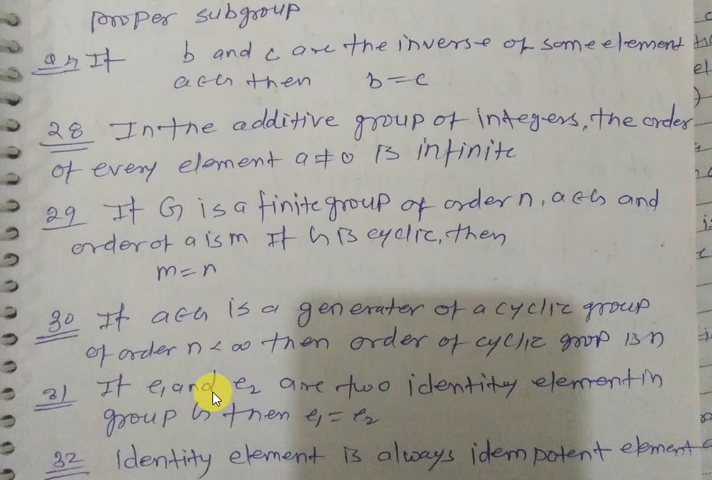 proper subgroup
27 If b and c are the inverse of some element
a∈G then b=c
28 In the additive group of integers, the order
of every element a≠0 is infinite
29 If G is a finite group of order n, a∈G and
order of a is m If G is cyclic, then
m=n
30 If a∈G is a generater of a cyclic group
of order n<∞ then order of cyclic grop is n
31 If e₁ and e₂ are two identity element in
group G then e₁=e₂
32 Identity element is always idempotent element